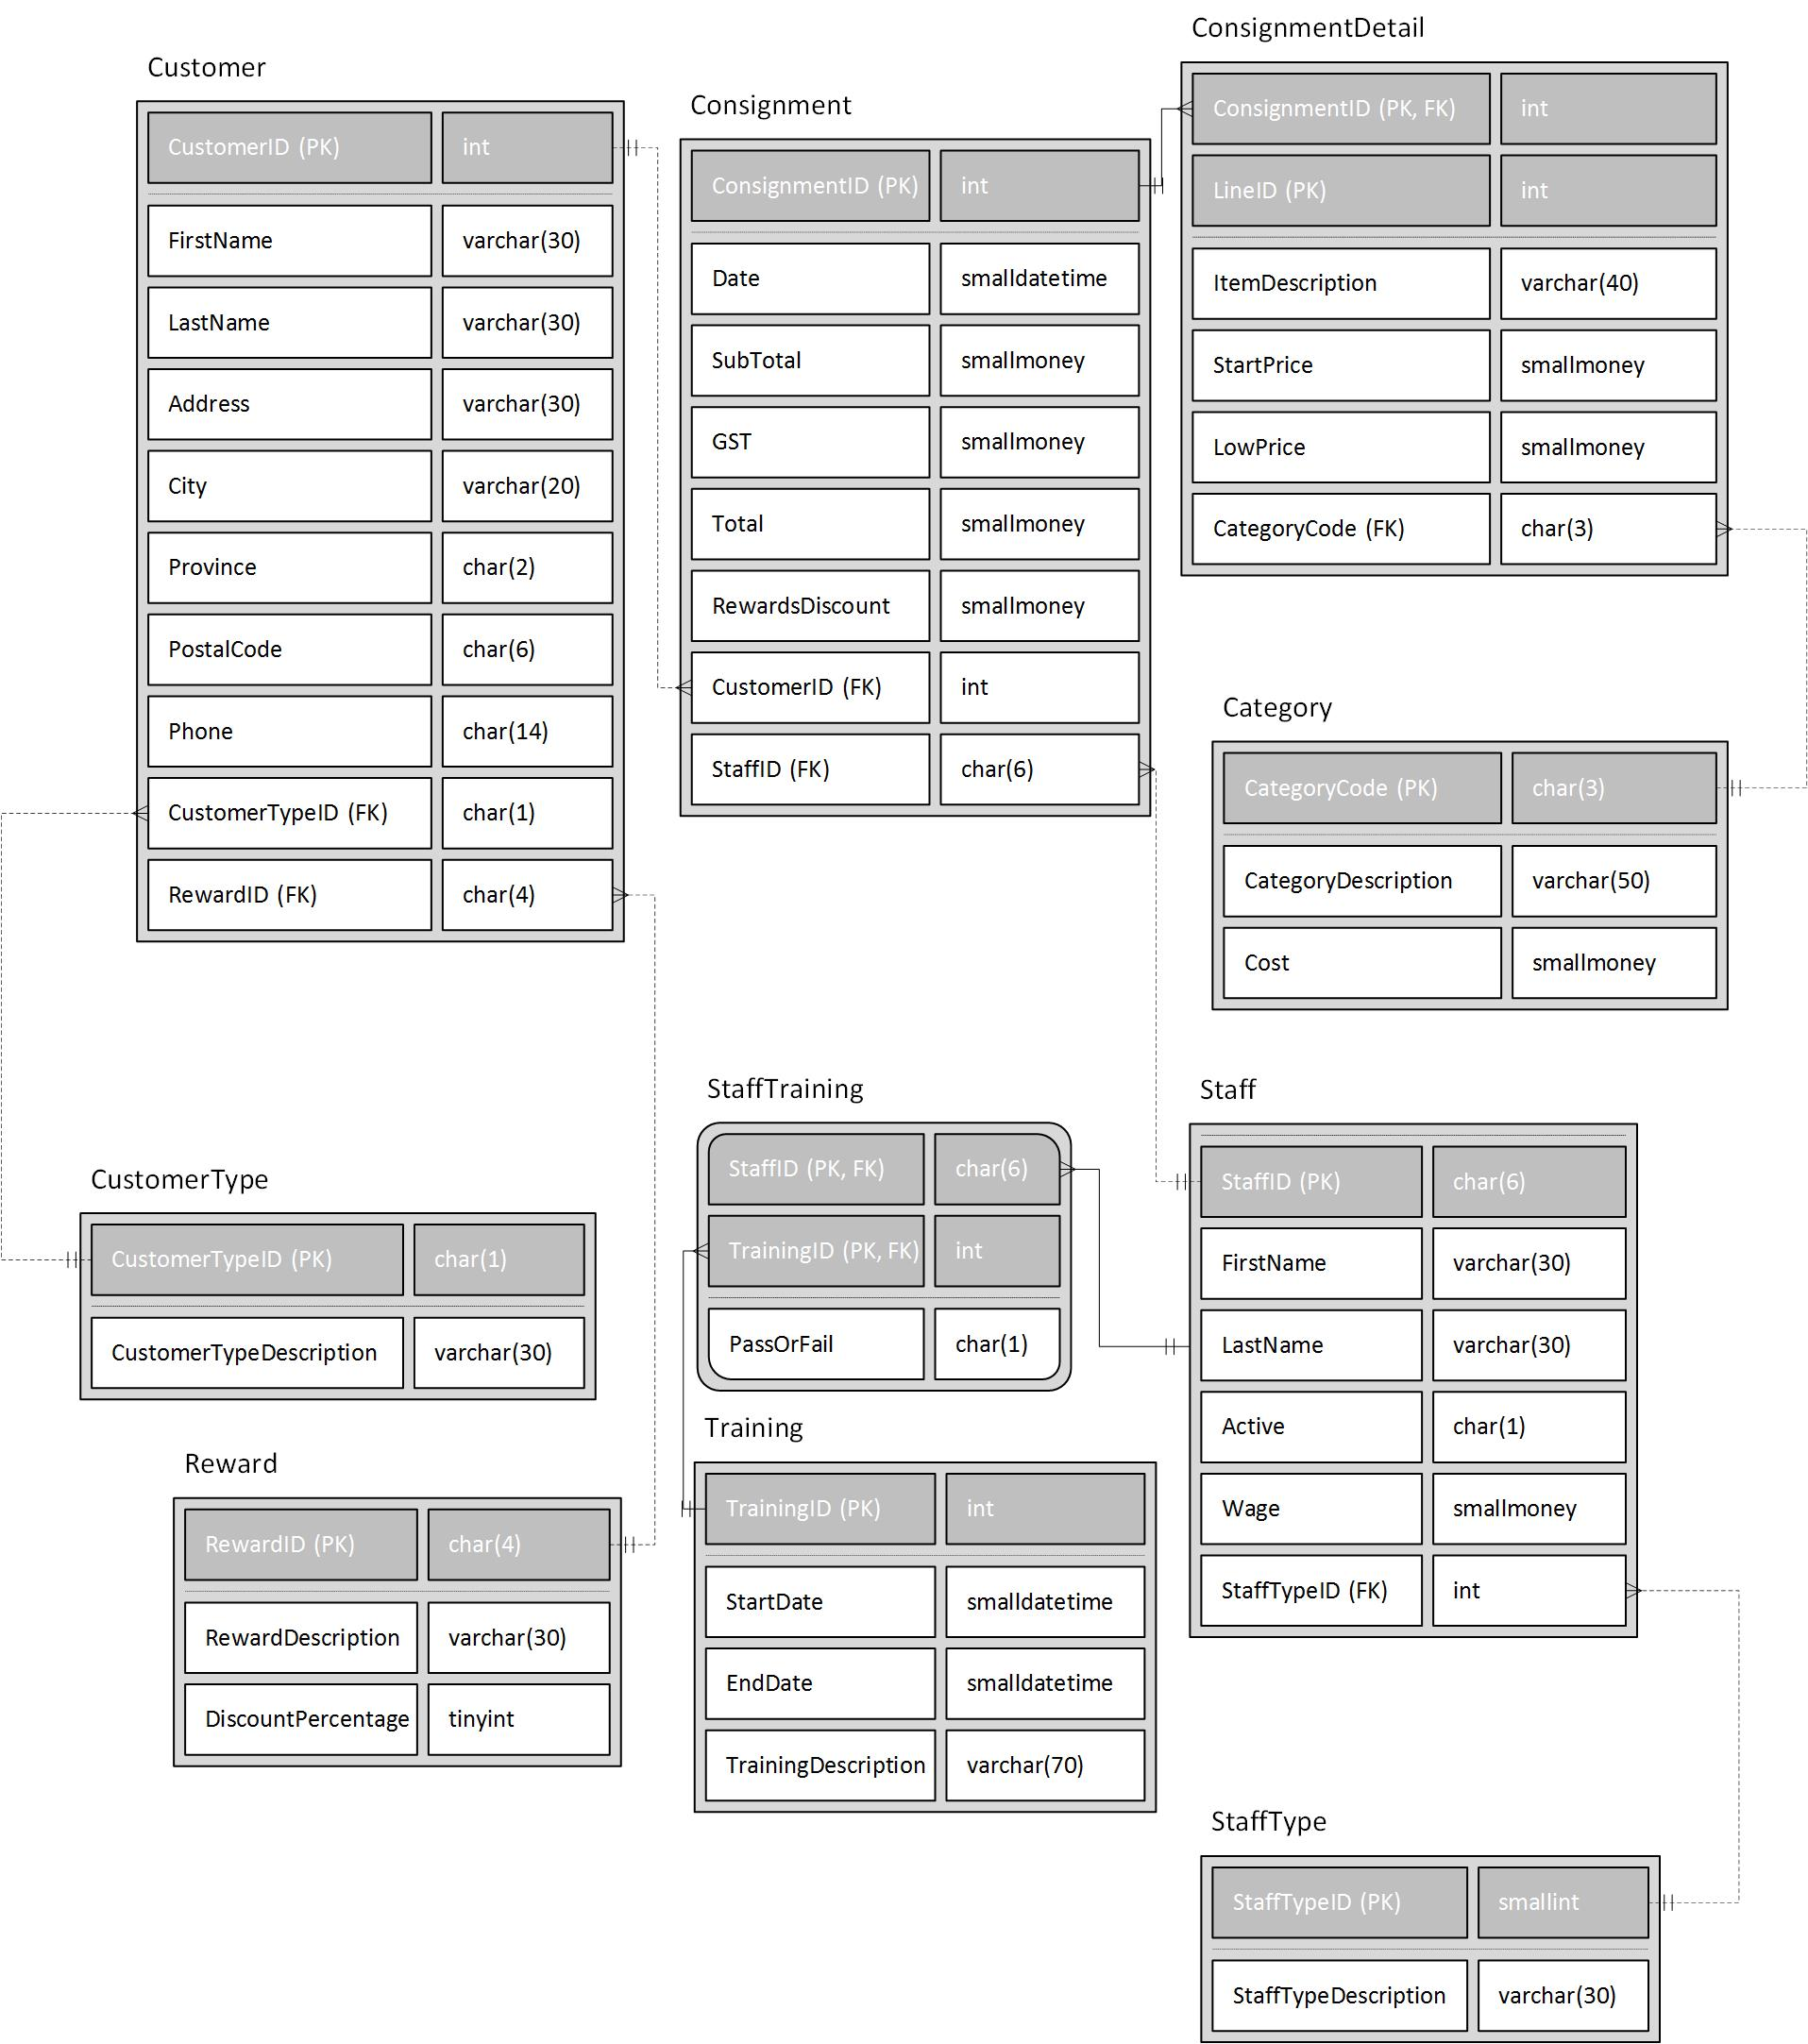 Customer
CustomerID (PK) int
FirstName varchar(30)
LastName varchar(30)
Address varchar(30)
City varchar(20)
Province char(2)
PostalCode char(6)
Phone char(14)
CustomerTypeID (FK) char(1)
RewardID (FK) char(4)
Consignment
ConsignmentID (PK) int
Date smalldatetime
SubTotal smallmoney
GST smallmoney
Total smallmoney
RewardsDiscount smallmoney
CustomerID (FK) int
StaffID (FK) char(6)
ConsignmentDetail
ConsignmentID (PK, FK) int
LineID (PK) int
ItemDescription varchar(40)
StartPrice smallmoney
LowPrice smallmoney
CategoryCode (FK) char(3)
Category
CategoryCode (PK) char(3)
CategoryDescription varchar(50)
Cost smallmoney
CustomerType
CustomerTypeID (PK) char(1)
CustomerTypeDescription varchar(30)
Reward
RewardID (PK) char(4)
RewardDescription varchar(30)
DiscountPercentage tinyint
StaffTraining
StaffID (PK, FK) char(6)
TrainingID (PK, FK) int
PassOrFail char(1)
Training
TrainingID (PK) int
StartDate smalldatetime
EndDate smalldatetime
TrainingDescription varchar(70)
Staff
StaffID (PK) char(6)
FirstName varchar(30)
LastName varchar(30)
Active char(1)
Wage smallmoney
StaffTypeID (FK) int
StaffType
StaffTypeID (PK) smallint
StaffTypeDescription varchar(30)